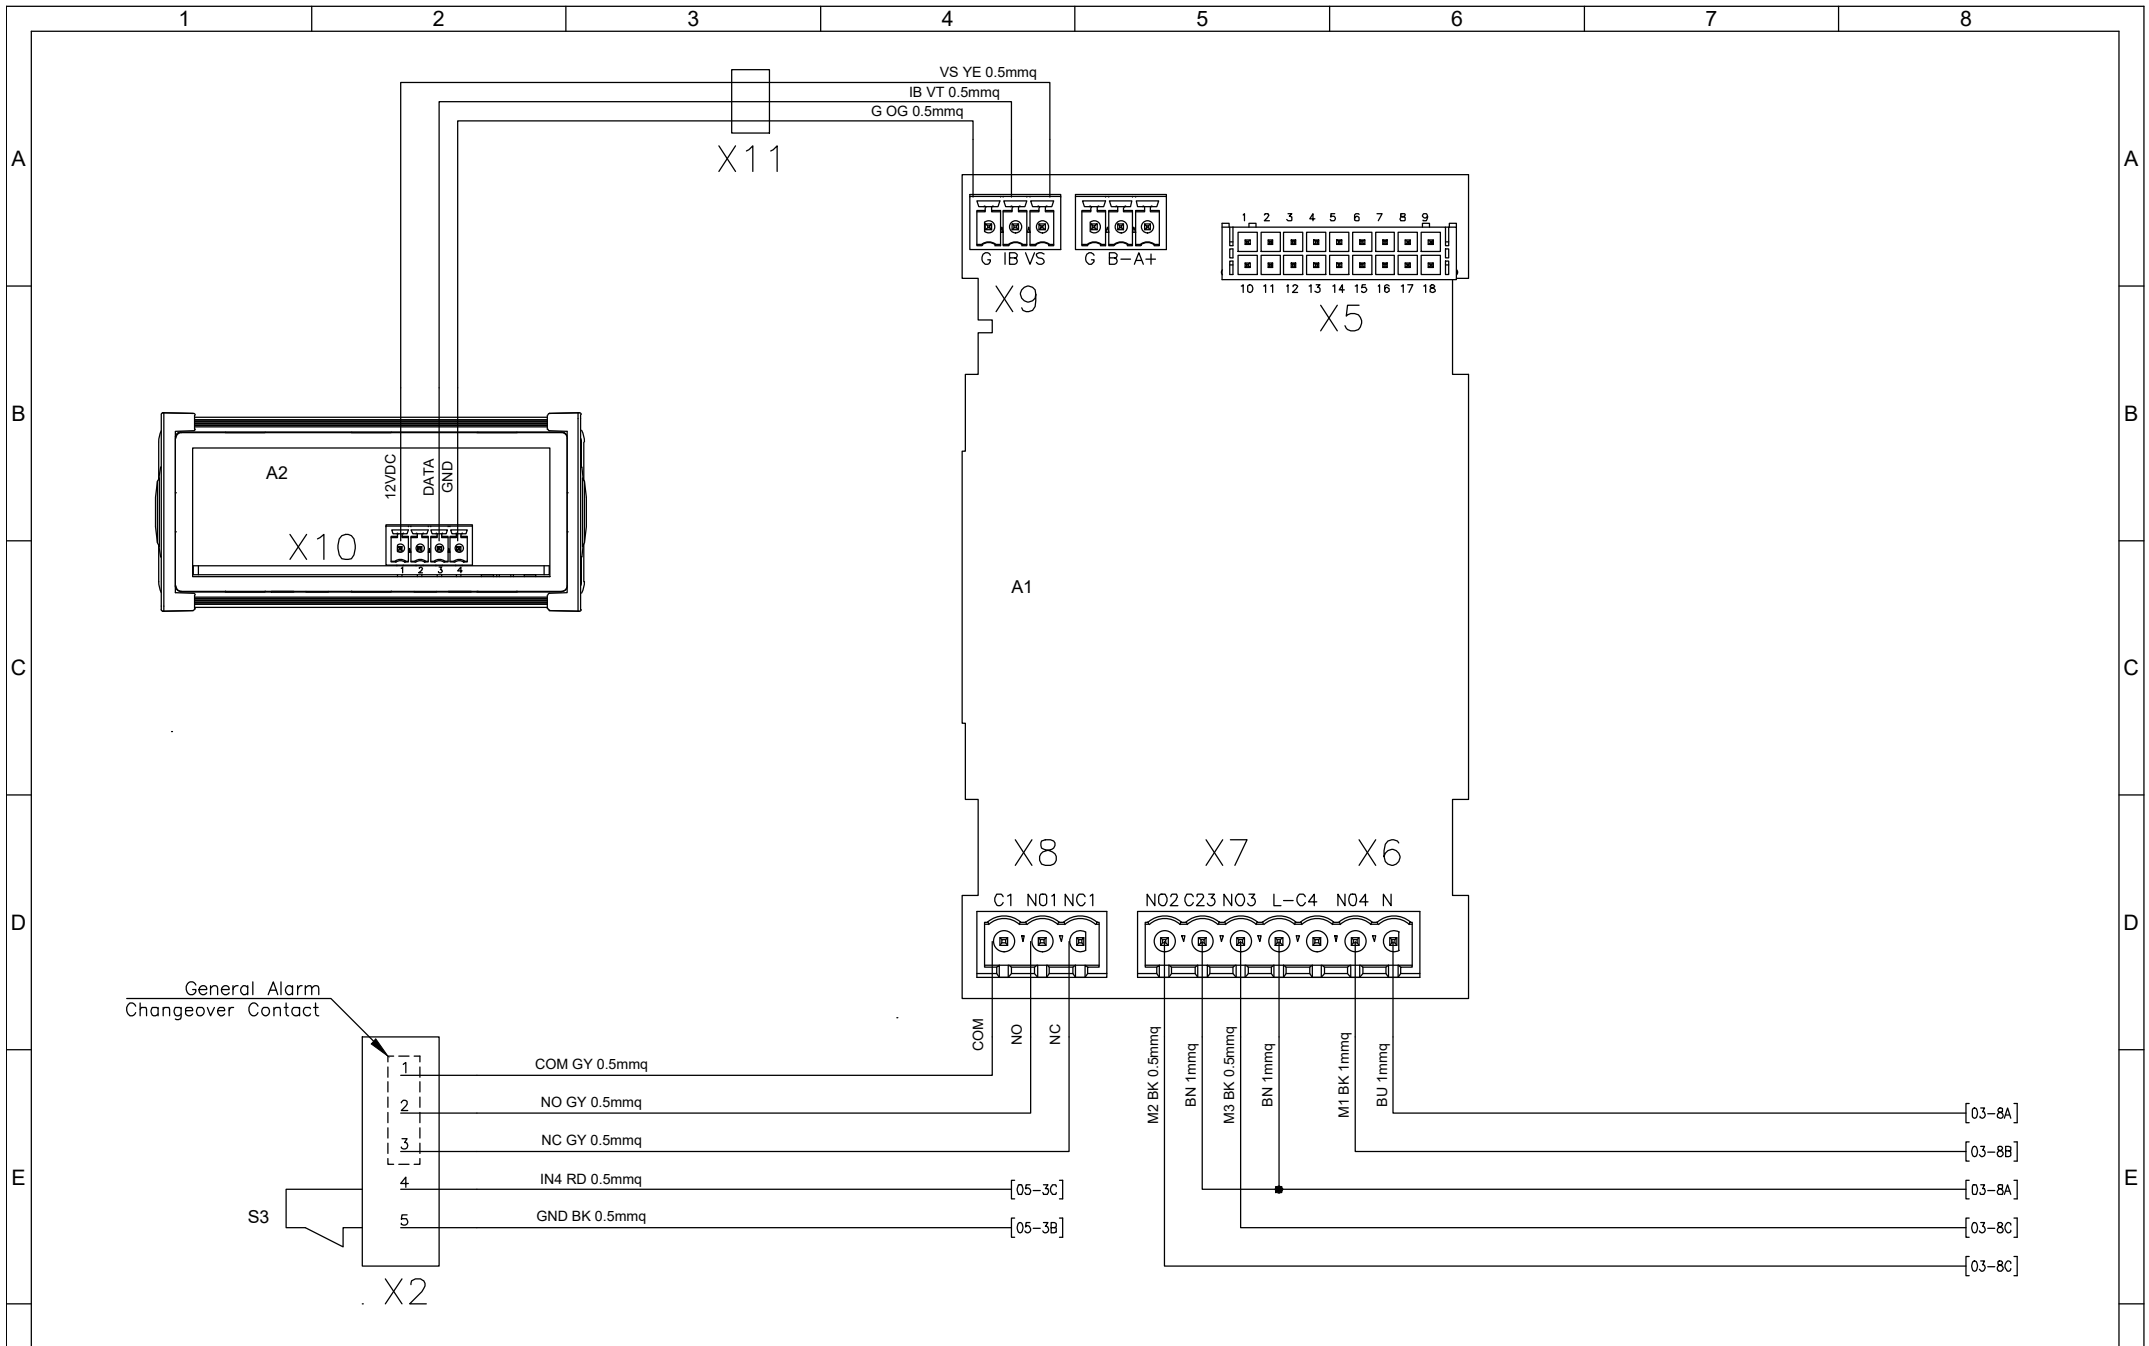 1 2 3 4 5 6 7 8
VS YE 0.5mmq
IB VT 0.5mmq
G OG 0.5mmq
X11
A A
1 2 3 4 5 6 7 8 9
G IB VS G B-A+
10 11 12 13 14 15 16 17 18
X9 X5
B B
12VDC DATA GND
A2
X10
1 2 3 4
A1
C C
X8 X7 X6
C1 NO1 NC1 NO2 C23 NO3 L-C4 NO4 N
D D
General Alarm
Changeover Contact
COM NO NC
M2 BK 0.5mmq
BN 1mmq
M3 BK 0.5mmq
BN 1mmq
M1 BK 1mmq
BU 1mmq
1 COM GY 0.5mmq
2 NO GY 0.5mmq [03-8A]
3 NC GY 0.5mmq [03-8B]
E E
4 IN4 RD 0.5mmq [05-3C] [03-8A]
S3
5 GND BK 0.5mmq [05-3B] [03-8C]
[03-8C]
X2